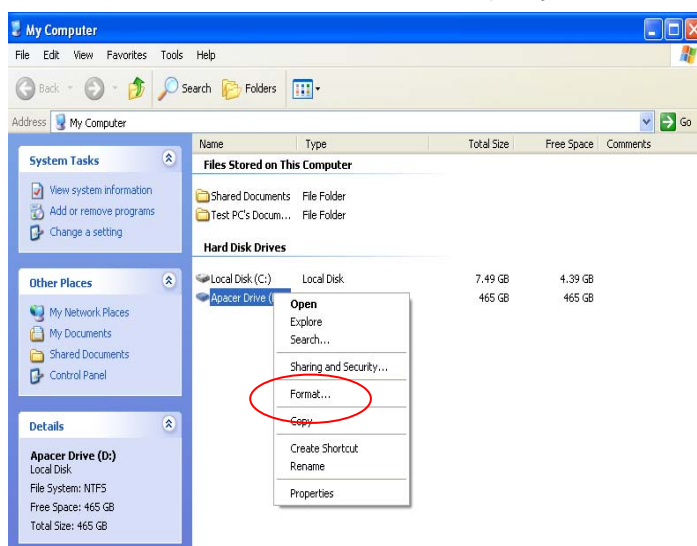 My Computer
File Edit View Favorites Tools Help
Back Search Folders
Address My Computer Go
Name Type Total Size Free Space Comments
System Tasks
View system information
Add or remove programs
Change a setting
Other Places
My Network Places
My Documents
Shared Documents
Control Panel
Details
Apacer Drive (D:)
Local Disk
File System: NTFS
Free Space: 465 GB
Total Size: 465 GB
Files Stored on This Computer
Shared Documents File Folder
Test PC's Docum... File Folder
Hard Disk Drives
Local Disk (C:) Local Disk 7.49 GB 4.39 GB
Apacer Drive ( 465 GB 465 GB
Open
Explore
Search...
Sharing and Security...
Format...
Copy
Create Shortcut
Rename
Properties